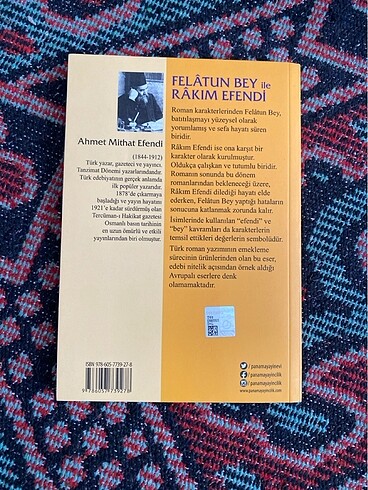 FELÂTUN BEY ile
RÂKIM EFENDİ
Roman karakterlerinden Felâtun Bey,
batılılaşmayı yüzeysel olarak
yorumlamış ve sefa hayatı süren
biridir.
Râkım Efendi ise ona karşıt bir
karakter olarak kurulmuştur.
Oldukça çalışkan ve tutumlu biridir.
Romanın sonunda bu dönem
romanlarından bekleneceği üzere,
Râkım Efendi dilediği hayatı elde
ederken, Felâtun Bey yaptığı hataların
sonucuna katlanmak zorunda kalır.
İsimlerinde kullanılan "efendi" ve
"bey" kavramları da karakterlerin
temsil ettikleri değerlerin sembolüdür.
Türk roman yazımının emekleme
sürecinin ürünlerinden olan bu eser,
edebi nitelik açısından örnek aldığı
Avrupalı eserlere denk
olamamaktadır.
Ahmet Mithat Efendi
(1844-1912)
Türk yazar, gazeteci ve yayıncı.
Tanzimat Dönemi yazarlarındandır.
Türk edebiyatının gerçek anlamda
ilk popüler yazarıdır.
1878'de çıkarmaya
başladığı ve yayın hayatını
1921'e kadar sürdürmüş olan
Tercüman-ı Hakikat gazetesi
Osmanlı basın tarihinin
en uzun ömürlü ve etkili
yayınlarından biri olmuştur.
ISBN 978-605-7739-27-8
9786057739278
/panamayayinevi
/panamayayincilik
/panamayayincilik
www.panamayayincilik.com